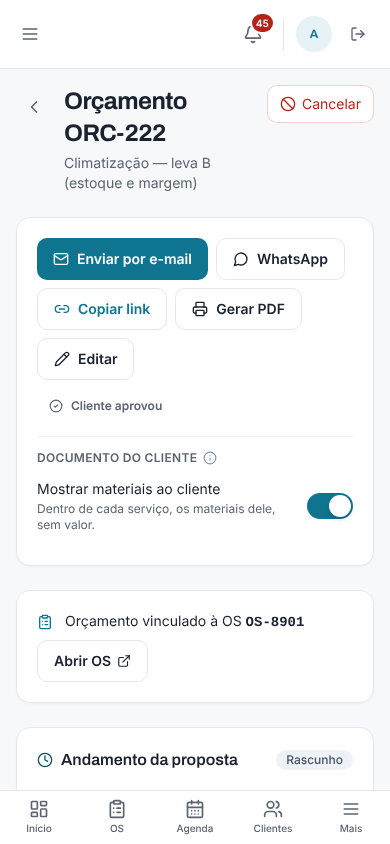 45
A
Orçamento
ORC-222
Cancelar
Climatização — leva B
(estoque e margem)
Enviar por e-mail
WhatsApp
Copiar link
Gerar PDF
Editar
Cliente aprovou
DOCUMENTO DO CLIENTE
Mostrar materiais ao cliente
Dentro de cada serviço, os materiais dele,
sem valor.
Orçamento vinculado à OS OS-8901
Abrir OS
Andamento da proposta
Rascunho
Início
OS
Agenda
Clientes
Mais